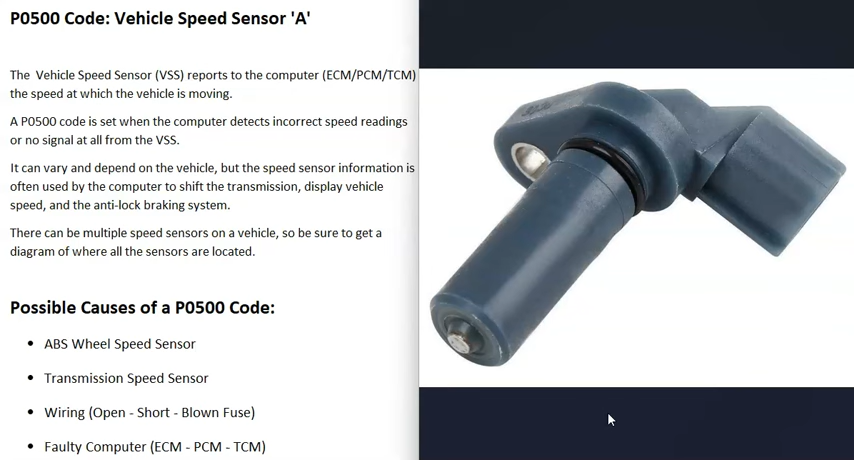 P0500 Code: Vehicle Speed Sensor 'A'
The Vehicle Speed Sensor (VSS) reports to the computer (ECM/PCM/TCM)
the speed at which the vehicle is moving.
A P0500 code is set when the computer detects incorrect speed readings
or no signal at all from the VSS.
It can vary and depend on the vehicle, but the speed sensor information is
often used by the computer to shift the transmission, display vehicle
speed, and the anti-lock braking system.
There can be multiple speed sensors on a vehicle, so be sure to get a
diagram of where all the sensors are located.
Possible Causes of a P0500 Code:
• ABS Wheel Speed Sensor
• Transmission Speed Sensor
• Wiring (Open - Short - Blown Fuse)
• Faulty Computer (ECM - PCM - TCM)